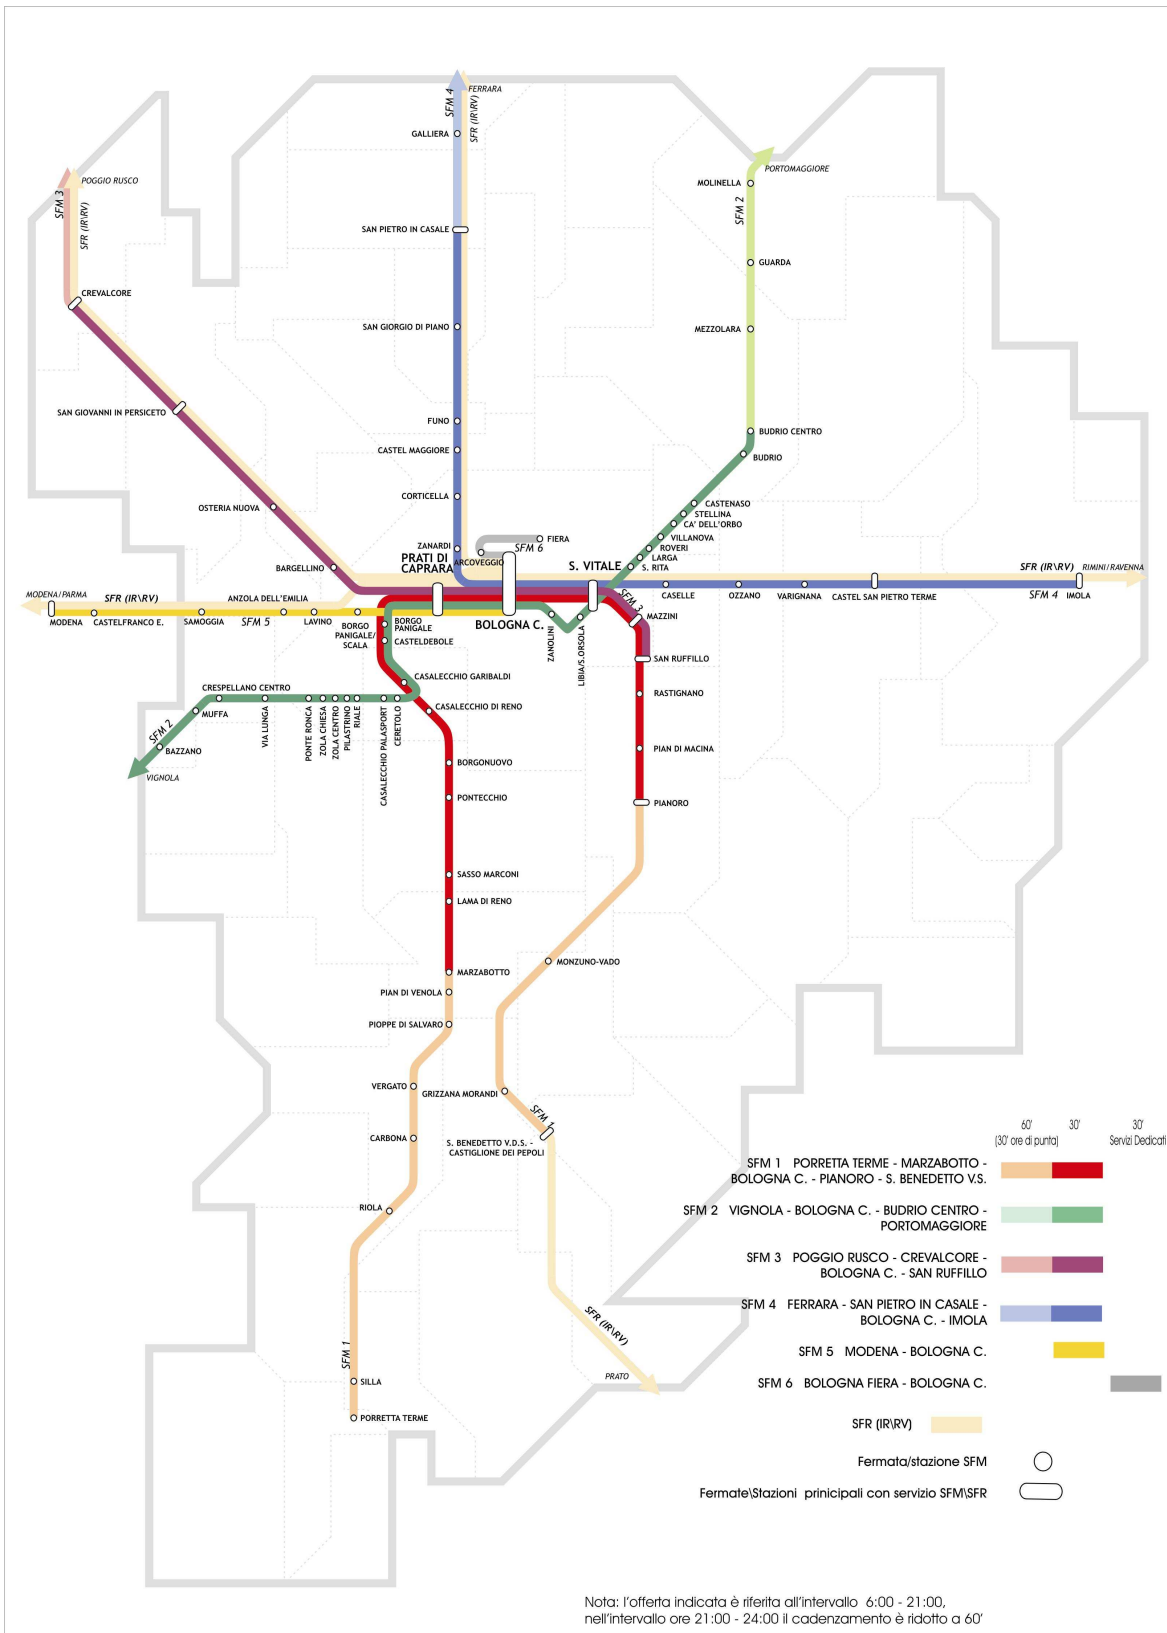 FERRARA
SFM 4
SFR (IR\RV)
GALLIERA
SAN PIETRO IN CASALE
SAN GIORGIO DI PIANO
FUNO
CASTEL MAGGIORE
CORTICELLA
ZANARDI
POGGIO RUSCO
SFM 3
SFR (IR\RV)
CREVALCORE
SAN GIOVANNI IN PERSICETO
OSTERIA NUOVA
BARGELLINO
PORTOMAGGIORE
MOLINELLA
SFM 2
GUARDA
MEZZOLARA
BUDRIO CENTRO
BUDRIO
CASTENASO
STELLINA
CA' DELL'ORBO
VILLANOVA
ROVERI
LARGA
S. RITA
FIERA
SFM 6
ARCOVEGGIO
PRATI DI
CAPRARA
S. VITALE
BOLOGNA C.
SFR (IR\RV)
RIMINI/RAVENNA
CASELLE
OZZANO
VARIGNANA
CASTEL SAN PIETRO TERME
SFM 4
IMOLA
MODENA/PARMA
SFR (IR\RV)
ANZOLA DELL'EMILIA
MODENA
CASTELFRANCO E.
SAMOGGIA
SFM 5
LAVINO
BORGO
PANIGALE/
SCALA
BORGO
PANIGALE
CASTELDEBOLE
ZANOLINI
LIBIA/S.ORSOLA
SFM 3
MAZZINI
SAN RUFFILLO
RASTIGNANO
PIAN DI MACINA
PIANORO
CASALECCHIO GARIBALDI
CASALECCHIO DI RENO
CRESPELLANO CENTRO
MUFFA
SFM 2
BAZZANO
VIGNOLA
VIA LUNGA
PONTE RONCA
ZOLA CHIESA
ZOLA CENTRO
PILASTRINO
RIALE
CASALECCHIO PALASPORT
CERETOLO
BORGONUOVO
PONTECCHIO
SASSO MARCONI
LAMA DI RENO
MARZABOTTO
PIAN DI VENOLA
PIOPPE DI SALVARO
VERGATO
CARBONA
RIOLA
SFM 1
SILLA
PORRETTA TERME
MONZUNO-VADO
GRIZZANA MORANDI
SFM 1
S. BENEDETTO V.D.S. -
CASTIGLIONE DEI PEPOLI
SFR (IR\RV)
PRATO
60' 30' 30'
(30' ore di punta) Servizi Dedicati
SFM 1 PORRETTA TERME - MARZABOTTO -
BOLOGNA C. - PIANORO - S. BENEDETTO V.S.
SFM 2 VIGNOLA - BOLOGNA C. - BUDRIO CENTRO -
PORTOMAGGIORE
SFM 3 POGGIO RUSCO - CREVALCORE -
BOLOGNA C. - SAN RUFFILLO
SFM 4 FERRARA - SAN PIETRO IN CASALE -
BOLOGNA C. - IMOLA
SFM 5 MODENA - BOLOGNA C.
SFM 6 BOLOGNA FIERA - BOLOGNA C.
SFR (IR\RV)
Fermata/stazione SFM
Fermate\Stazioni prinicipali con servizio SFM\SFR
Nota: l'offerta indicata è riferita all'intervallo 6:00 - 21:00,
nell'intervallo ore 21:00 - 24:00 il cadenzamento è ridotto a 60'